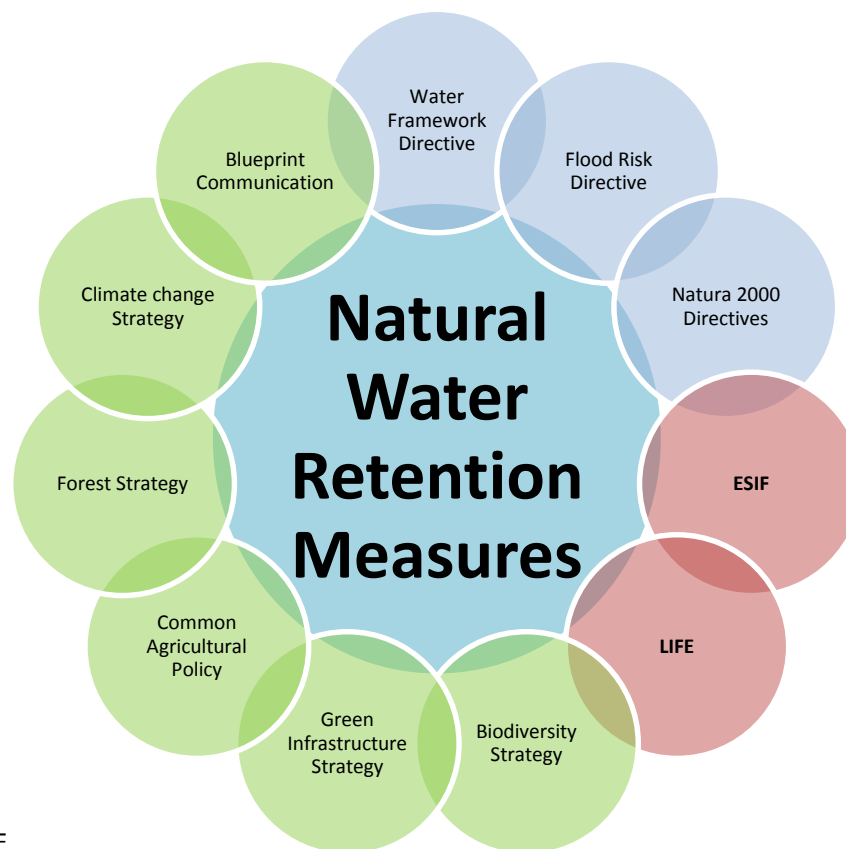 Water
Framework
Directive
Flood Risk
Directive
Natura 2000
Directives
ESIF
LIFE
Biodiversity
Strategy
Green
Infrastructure
Strategy
Common
Agricultural
Policy
Forest Strategy
Climate change
Strategy
Blueprint
Communication
Natural
Water
Retention
Measures